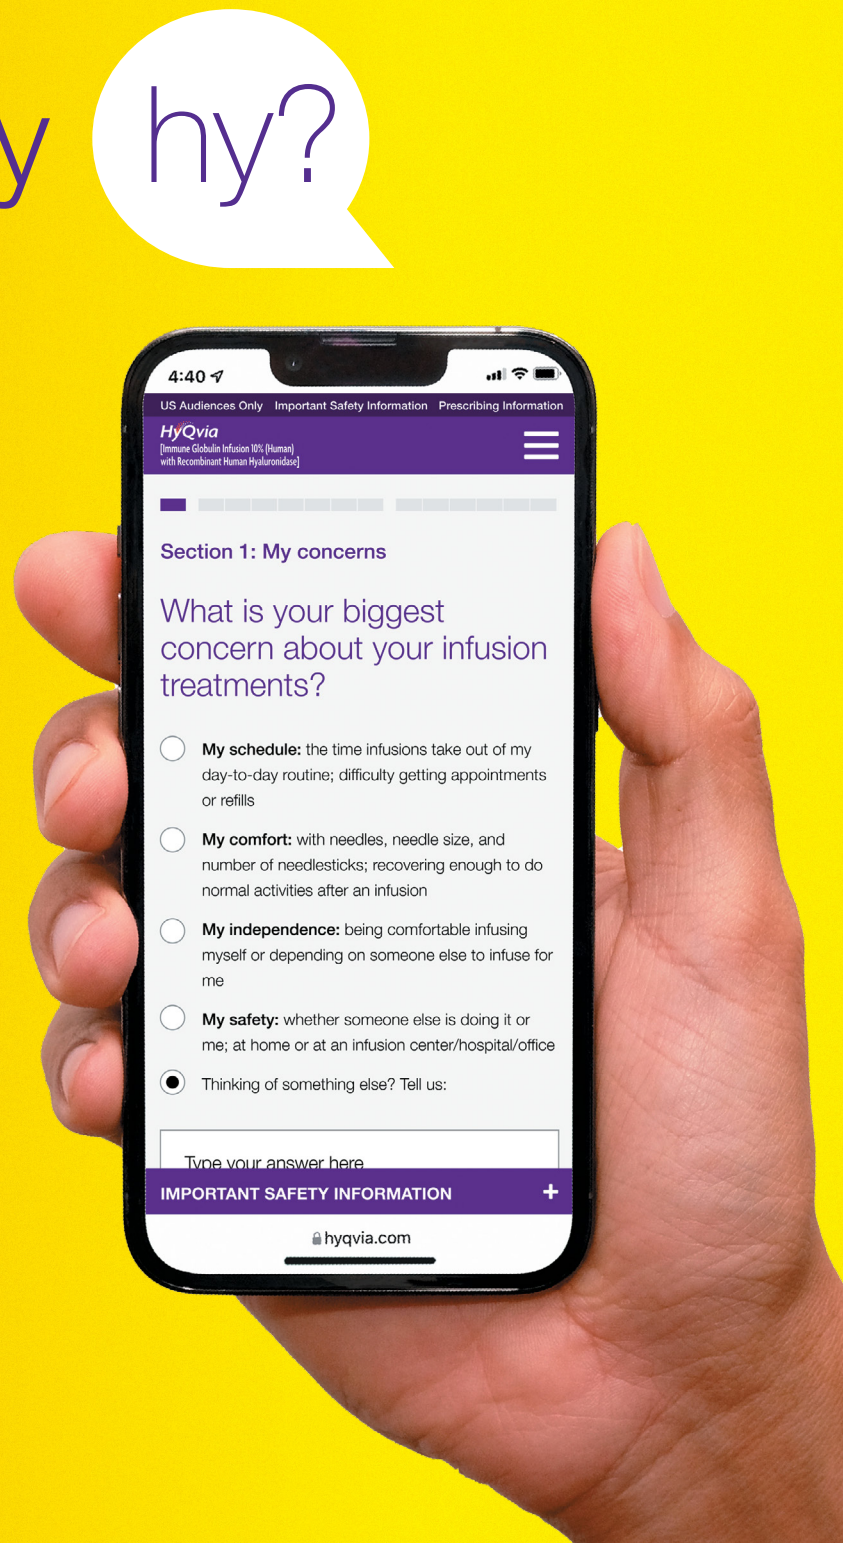 y hy?
4:40
US Audiences Only Important Safety Information Prescribing Information
HyQvia
[Immune Globulin Infusion 10% (Human)
with Recombinant Human Hyaluronidase]
Section 1: My concerns
What is your biggest
concern about your infusion
treatments?
My schedule: the time infusions take out of my
day-to-day routine; difficulty getting appointments
or refills
My comfort: with needles, needle size, and
number of needlesticks; recovering enough to do
normal activities after an infusion
My independence: being comfortable infusing
myself or depending on someone else to infuse for
me
My safety: whether someone else is doing it or
me; at home or at an infusion center/hospital/office
Thinking of something else? Tell us:
Type your answer here
IMPORTANT SAFETY INFORMATION +
hyqvia.com